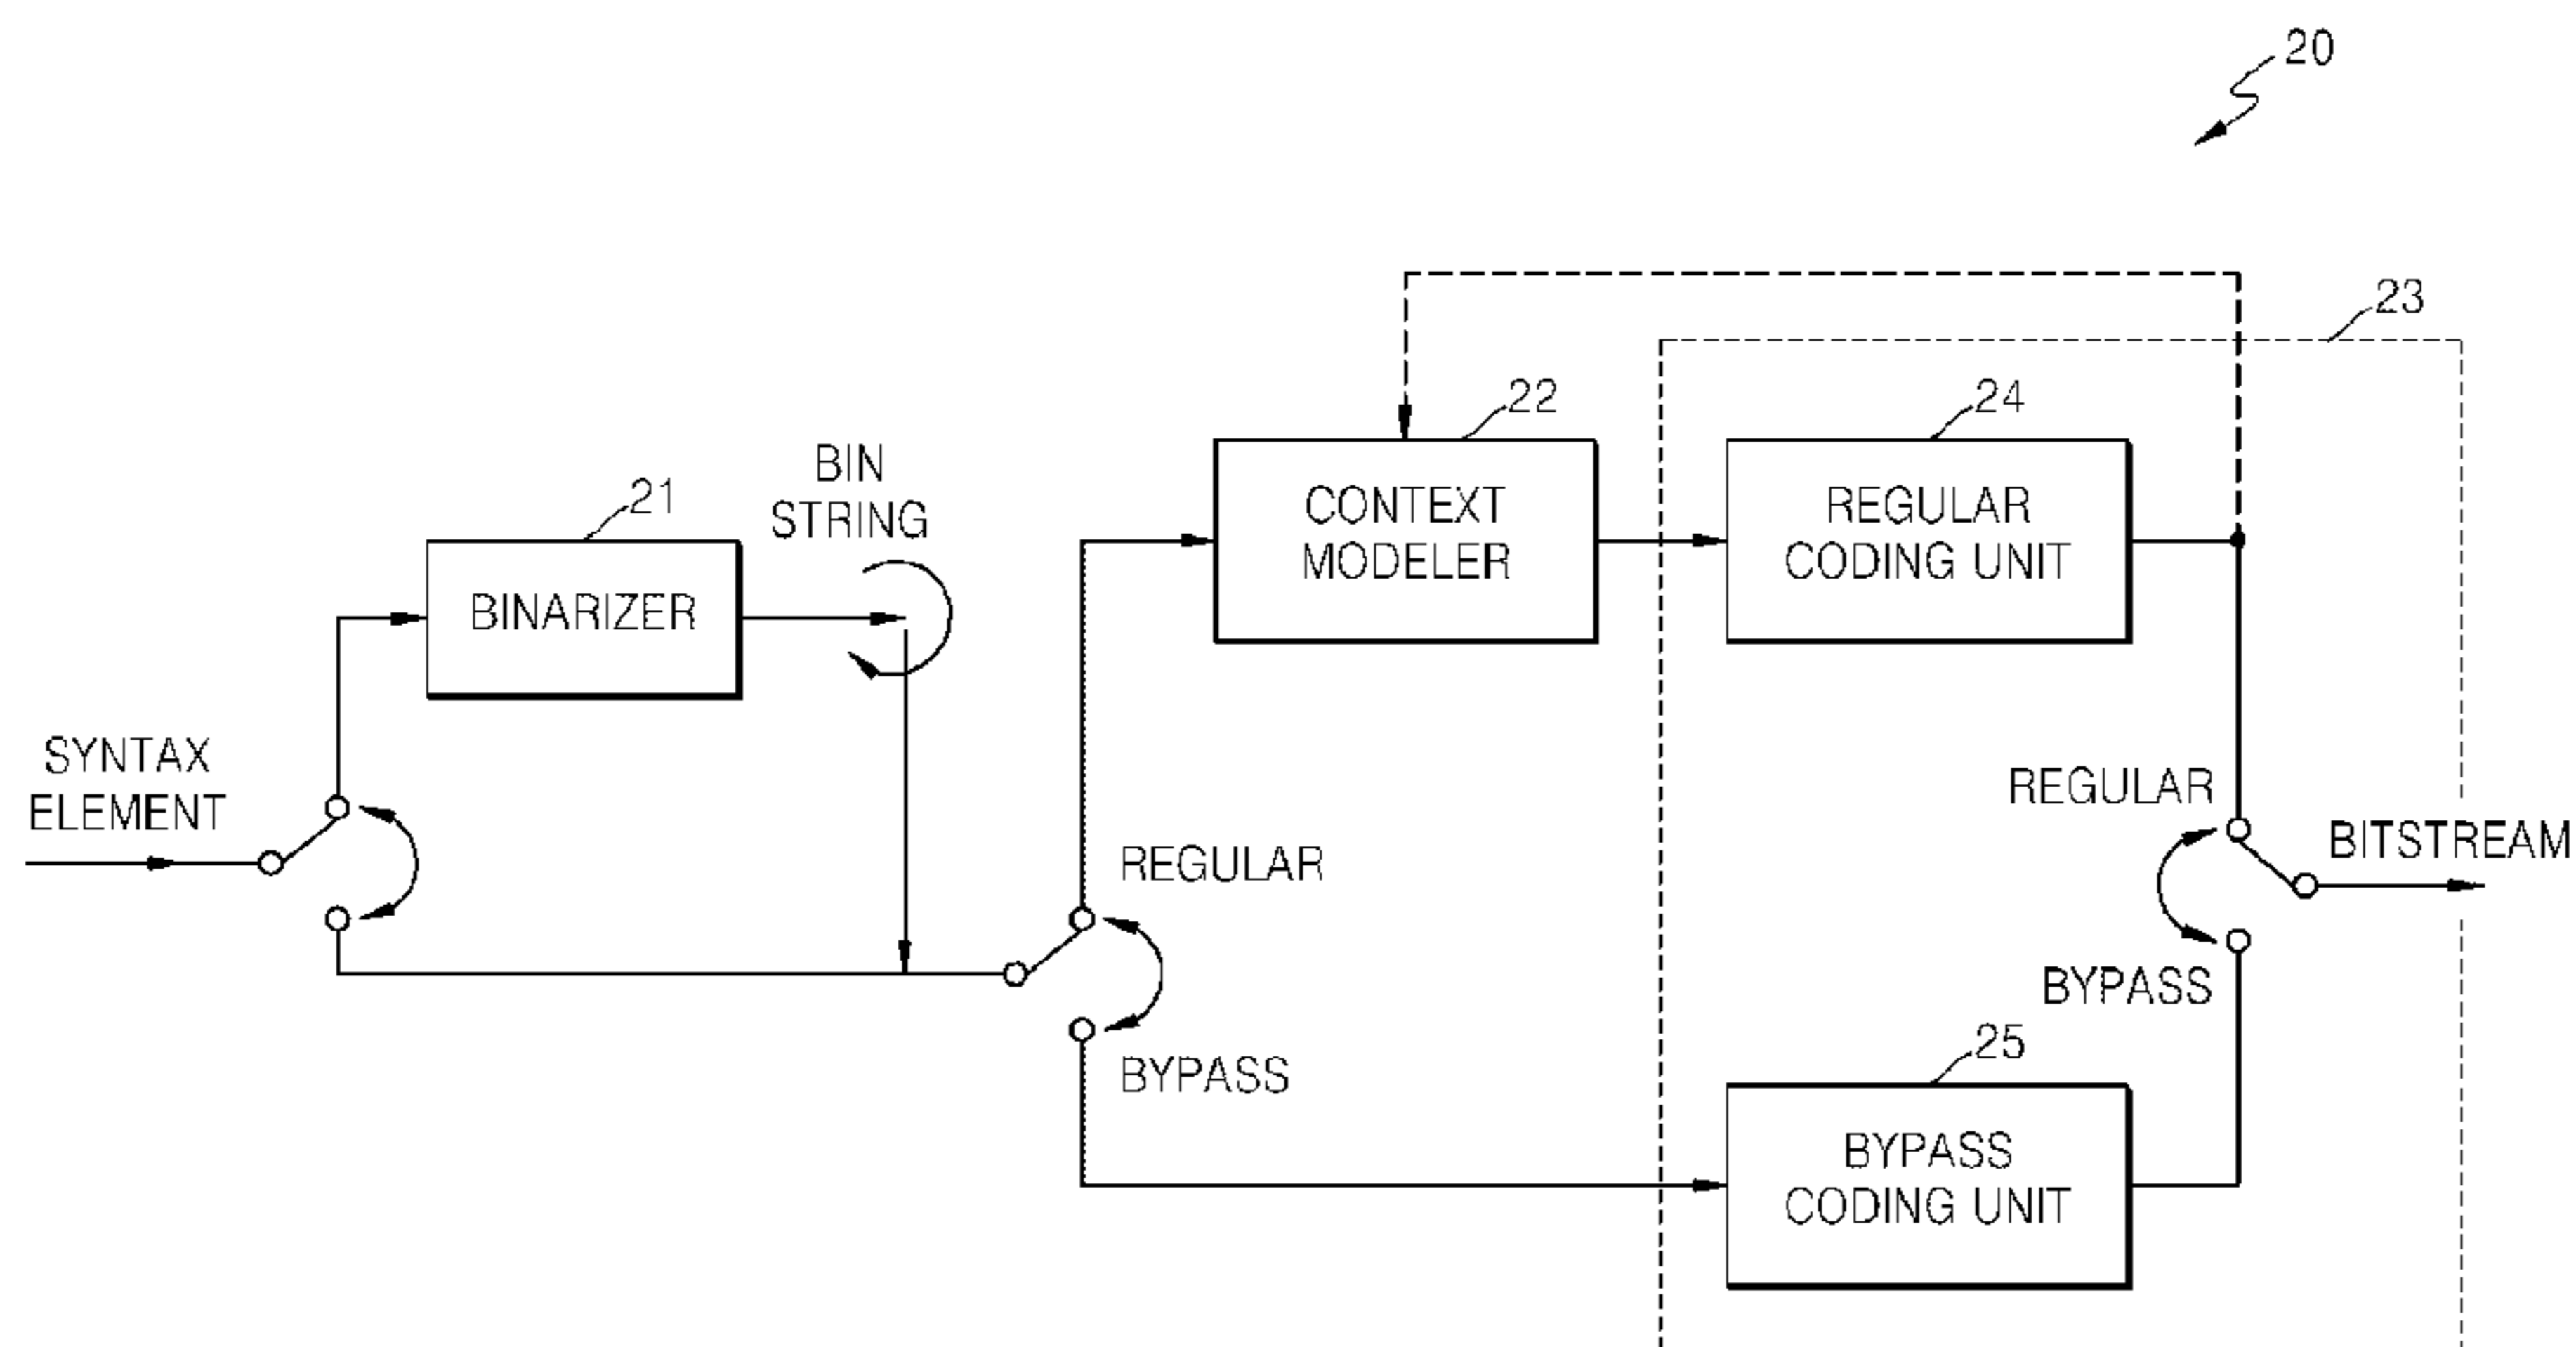 20
23
22
24
BIN
STRING
21
CONTEXT
MODELER
REGULAR
CODING UNIT
BINARIZER
SYNTAX
ELEMENT
REGULAR
REGULAR
BITSTREAM
BYPASS
BYPASS
25
BYPASS
CODING UNIT